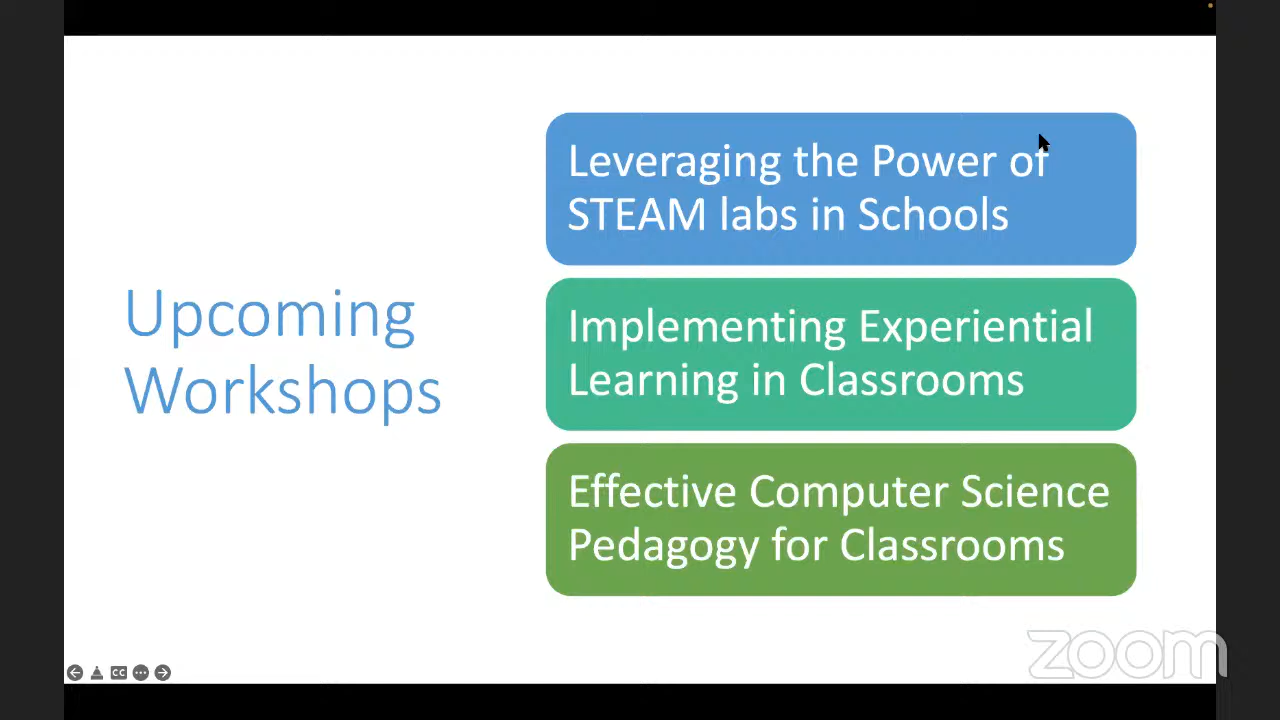 Upcoming
Workshops
Leveraging the Power of
STEAM labs in Schools
Implementing Experiential
Learning in Classrooms
Effective Computer Science
Pedagogy for Classrooms
CC
zoom